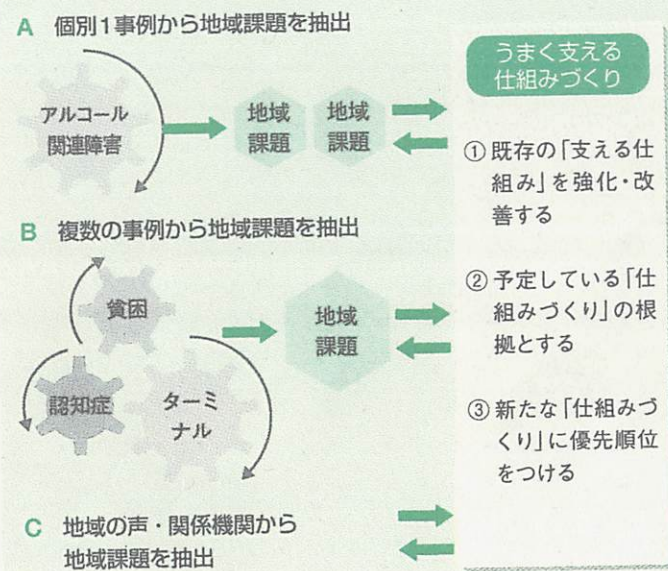 A 個別1事例から地域課題を抽出
アルコール
関連障害
地域
課題
地域
課題
B 複数の事例から地域課題を抽出
貧困
認知症
ターミ
ナル
地域
課題
C 地域の声・関係機関から
地域課題を抽出
うまく支える
仕組みづくり
①既存の「支える仕
組み」を強化・改
善する
②予定している「仕
組みづくり」の根
拠とする
③新たな「仕組みづ
くり」に優先順位
をつける